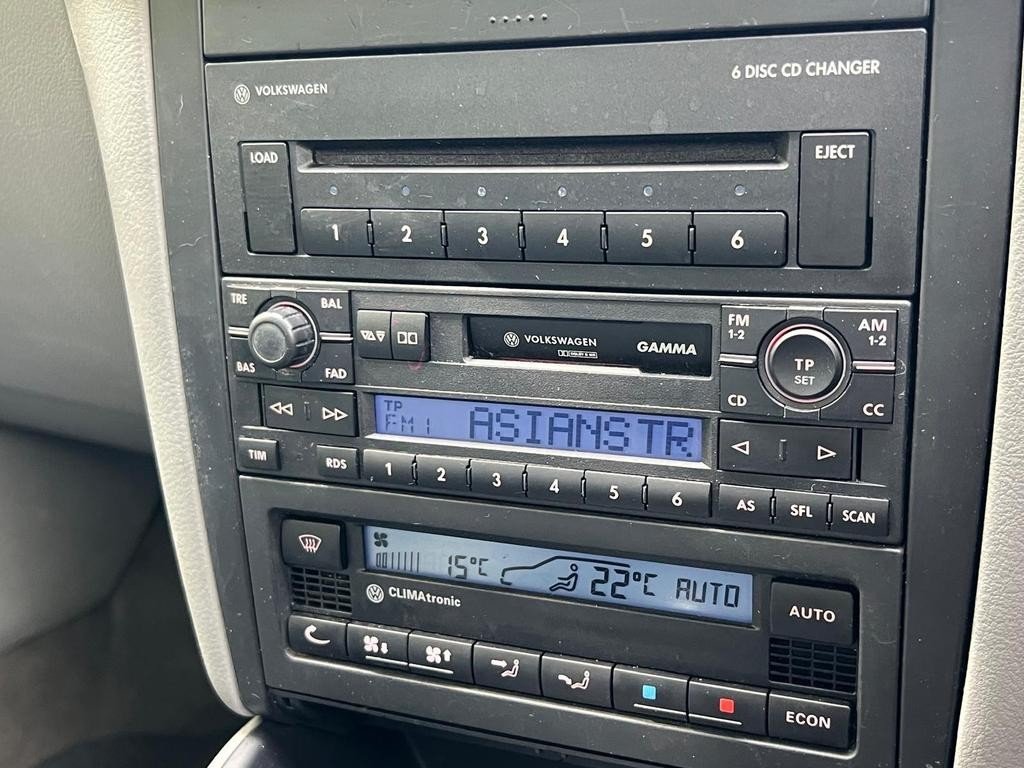 VOLKSWAGEN
6 DISC CD CHANGER
LOAD
EJECT
1 2 3 4 5 6
TRE
BAL
BAS
FAD
VOLKSWAGEN
DOLBY B NR
GAMMA
FM
1-2
AM
1-2
TP
SET
CD
CC
TP
FM1
ASIANSTR.
TIM
RDS
1 2 3 4 5 6
AS
SFL
SCAN
15°C
22°C
AUTO
CLIMAtronic
AUTO
ECON